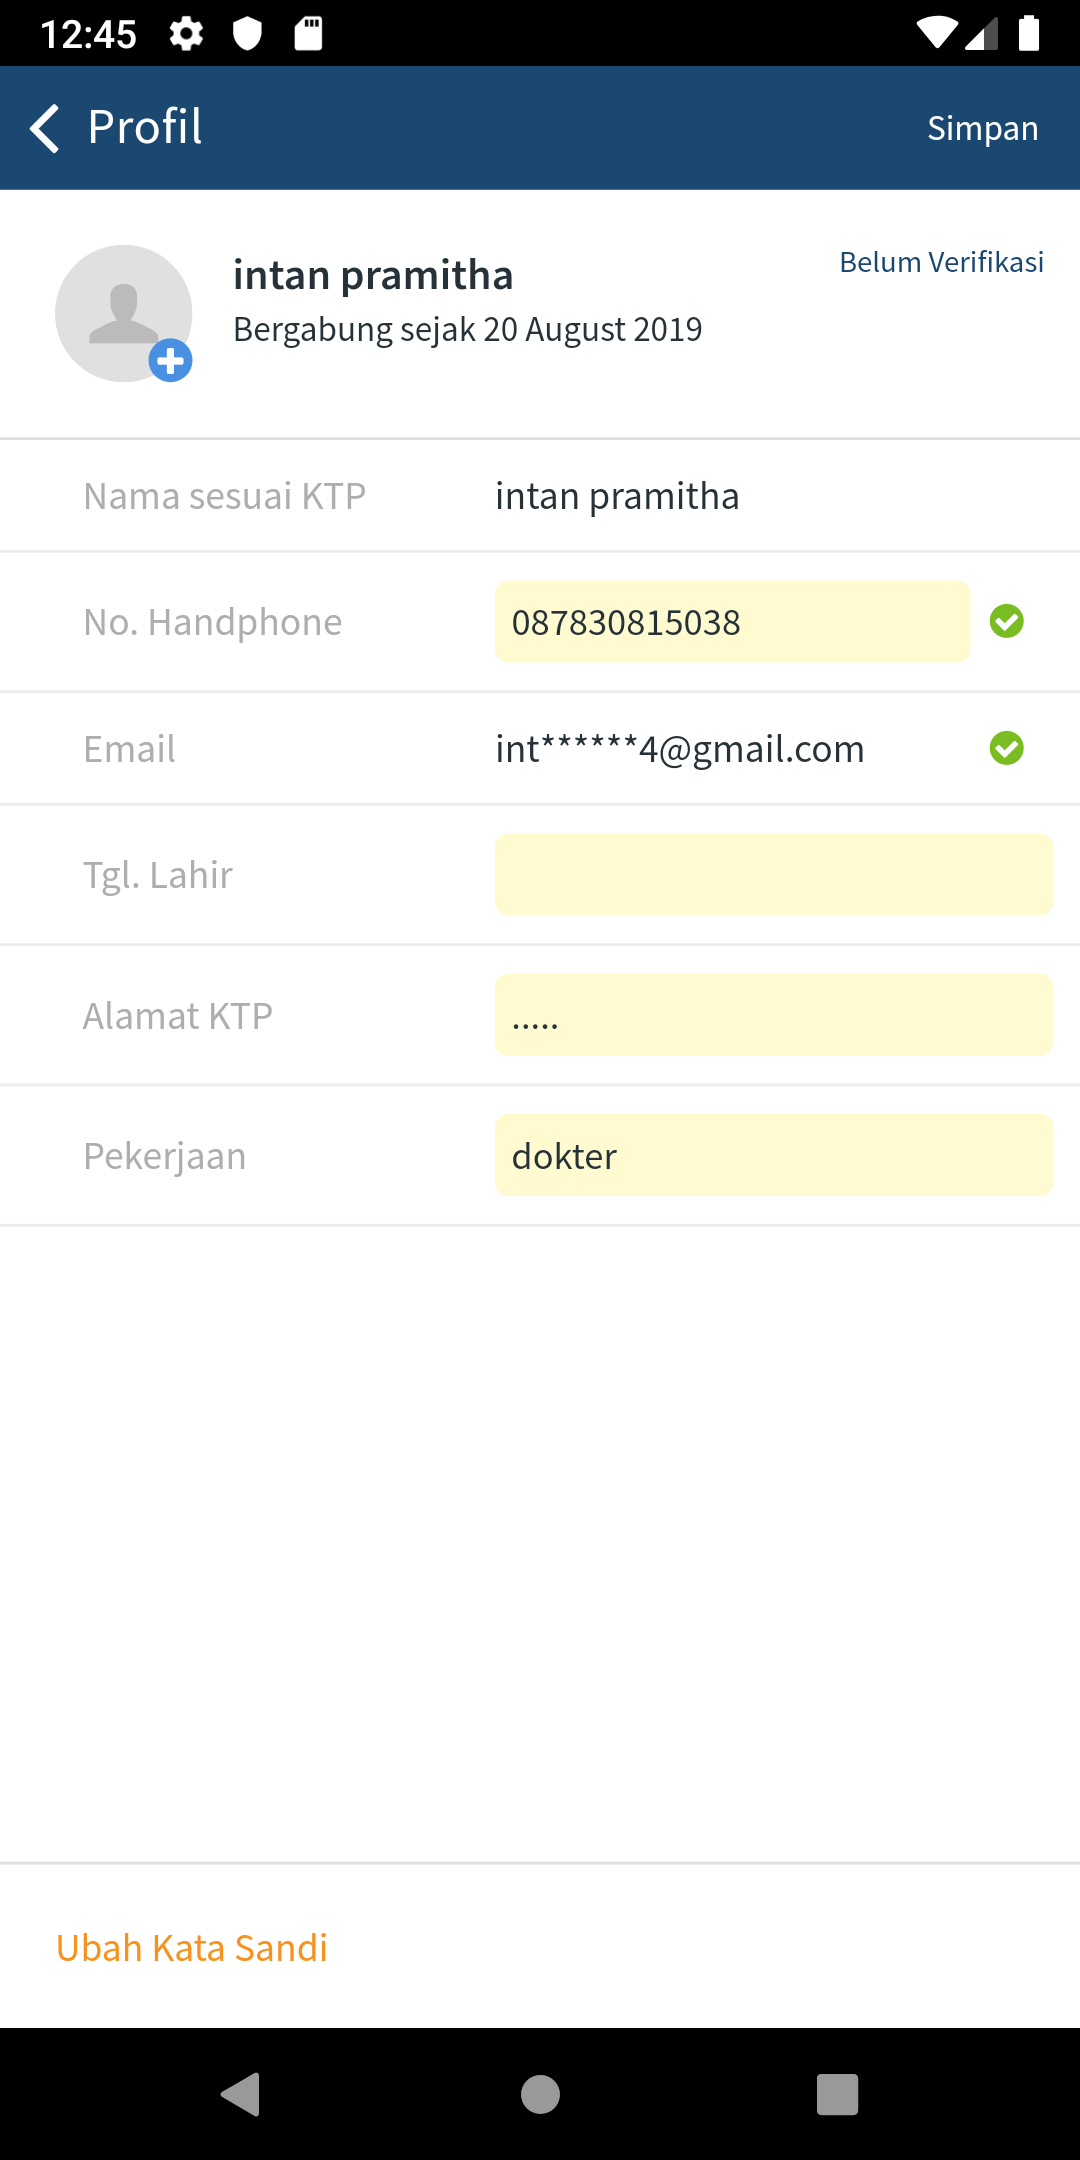 12:45
Profil
Simpan
intan pramitha
Belum Verifikasi
Bergabung sejak 20 August 2019
Nama sesuai KTP
intan pramitha
No. Handphone
087830815038
Email
int******4@gmail.com
Tgl. Lahir
Alamat KTP
.....
Pekerjaan
dokter
Ubah Kata Sandi